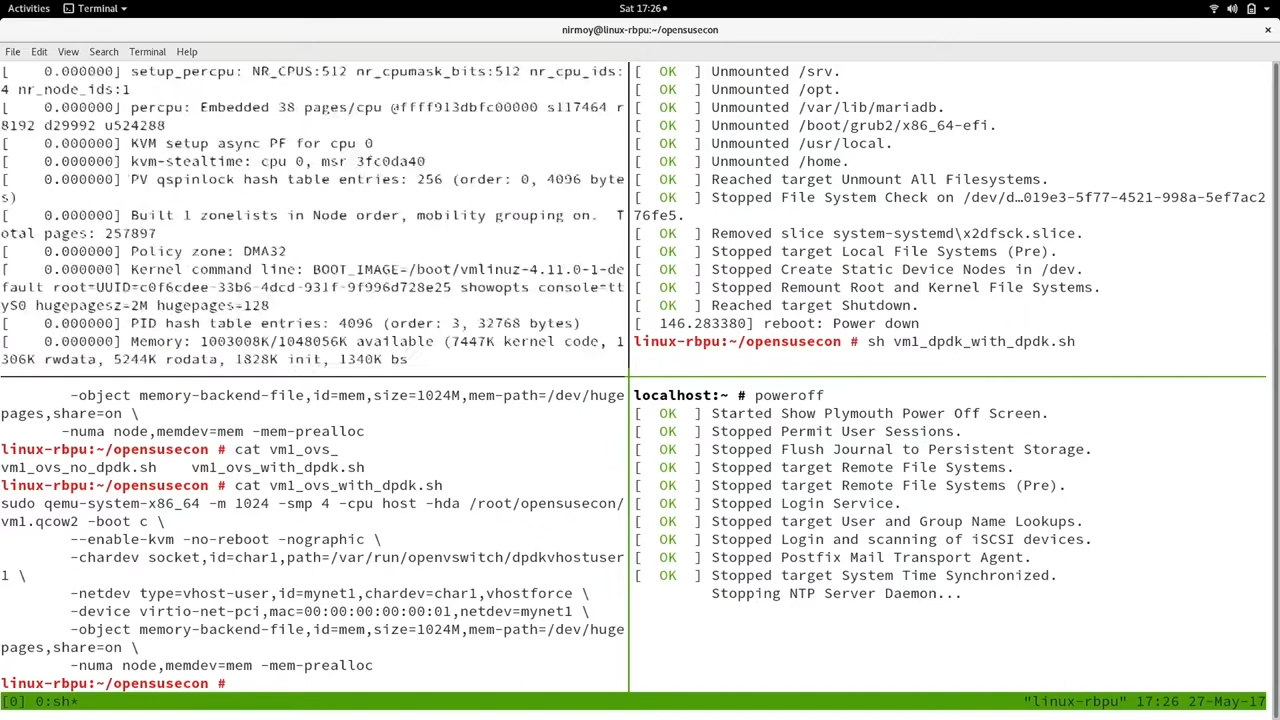 Activities Terminal Sat 17:26
nirmoy@linux-rbpu:~/opensusecon
File Edit View Search Terminal Help
[    0.000000] setup_percpu: NR_CPUS:512 nr_cpumask_bits:512 nr_cpu_ids:
4 nr_node_ids:1
[    0.000000] percpu: Embedded 38 pages/cpu @ffff913dbfc00000 s117464 r
8192 d29992 u524288
[    0.000000] KVM setup async PF for cpu 0
[    0.000000] kvm-stealtime: cpu 0, msr 3fc0da40
[    0.000000] PV qspinlock hash table entries: 256 (order: 0, 4096 byte
s)
[    0.000000] Built 1 zonelists in Node order, mobility grouping on.  T
otal pages: 257897
[    0.000000] Policy zone: DMA32
[    0.000000] Kernel command line: BOOT_IMAGE=/boot/vmlinuz-4.11.0-1-de
fault root=UUID=c0f6cdee-33b6-4dcd-931f-9f996d728e25 showopts console=tt
yS0 hugepagesz=2M hugepages=128
[    0.000000] PID hash table entries: 4096 (order: 3, 32768 bytes)
[    0.000000] Memory: 1003008K/1048056K available (7447K kernel code, 1
306K rwdata, 5244K rodata, 1828K init, 1340K bs
[  OK  ] Unmounted /srv.
[  OK  ] Unmounted /opt.
[  OK  ] Unmounted /var/lib/mariadb.
[  OK  ] Unmounted /boot/grub2/x86_64-efi.
[  OK  ] Unmounted /usr/local.
[  OK  ] Unmounted /home.
[  OK  ] Reached target Unmount All Filesystems.
[  OK  ] Stopped File System Check on /dev/d…019e3-5f77-4521-998a-5ef7ac2
76fe5.
[  OK  ] Removed slice system-systemd\x2dfsck.slice.
[  OK  ] Stopped target Local File Systems (Pre).
[  OK  ] Stopped Create Static Device Nodes in /dev.
[  OK  ] Stopped Remount Root and Kernel File Systems.
[  OK  ] Reached target Shutdown.
[  146.283380] reboot: Power down
linux-rbpu:~/opensusecon # sh vm1_dpdk_with_dpdk.sh
-object memory-backend-file,id=mem,size=1024M,mem-path=/dev/huge
pages,share=on \
-numa node,memdev=mem -mem-prealloc
linux-rbpu:~/opensusecon # cat vm1_ovs_
vm1_ovs_no_dpdk.sh    vm1_ovs_with_dpdk.sh
linux-rbpu:~/opensusecon # cat vm1_ovs_with_dpdk.sh
sudo qemu-system-x86_64 -m 1024 -smp 4 -cpu host -hda /root/opensusecon/
vm1.qcow2 -boot c \
--enable-kvm -no-reboot -nographic \
-chardev socket,id=char1,path=/var/run/openvswitch/dpdkvhostuser
1 \
-netdev type=vhost-user,id=mynet1,chardev=char1,vhostforce \
-device virtio-net-pci,mac=00:00:00:00:00:01,netdev=mynet1 \
-object memory-backend-file,id=mem,size=1024M,mem-path=/dev/huge
pages,share=on \
-numa node,memdev=mem -mem-prealloc
linux-rbpu:~/opensusecon #
localhost:~ # poweroff
[  OK  ] Started Show Plymouth Power Off Screen.
[  OK  ] Stopped Permit User Sessions.
[  OK  ] Stopped Flush Journal to Persistent Storage.
[  OK  ] Stopped target Remote File Systems.
[  OK  ] Stopped target Remote File Systems (Pre).
[  OK  ] Stopped Login Service.
[  OK  ] Stopped target User and Group Name Lookups.
[  OK  ] Stopped Login and scanning of iSCSI devices.
[  OK  ] Stopped Postfix Mail Transport Agent.
[  OK  ] Stopped target System Time Synchronized.
Stopping NTP Server Daemon...
[0] 0:sh* "linux-rbpu" 17:26 27-May-17